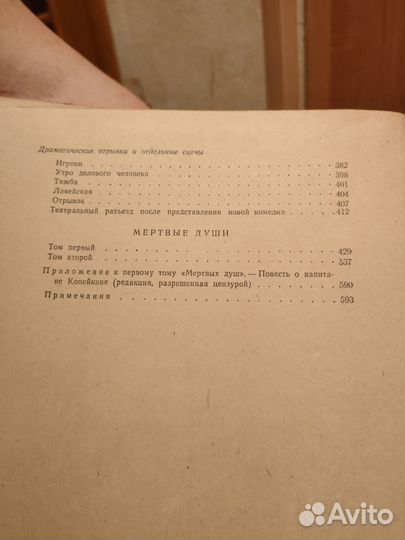 Драматические отрывки и отдельные сцены
Игроки . . . . . . . . . . . . . . . . . . . . 382
Утро делового человека . . . . . . . . . . . . 398
Тяжба . . . . . . . . . . . . . . . . . . . . 401
Лакейская . . . . . . . . . . . . . . . . . . 404
Отрывок . . . . . . . . . . . . . . . . . . . 407
Театральный разъезд после представления новой комедии . . . 412
МЕРТВЫЕ ДУШИ
Том первый . . . . . . . . . . . . . . . . . . 429
Том второй . . . . . . . . . . . . . . . . . . 537
Приложение к первому тому «Мертвых душ». — Повесть о капита-
не Копейкине (редакция, разрешенная цензурой) . . . . . . 590
Примечания . . . . . . . . . . . . . . . . . . 593
Avito